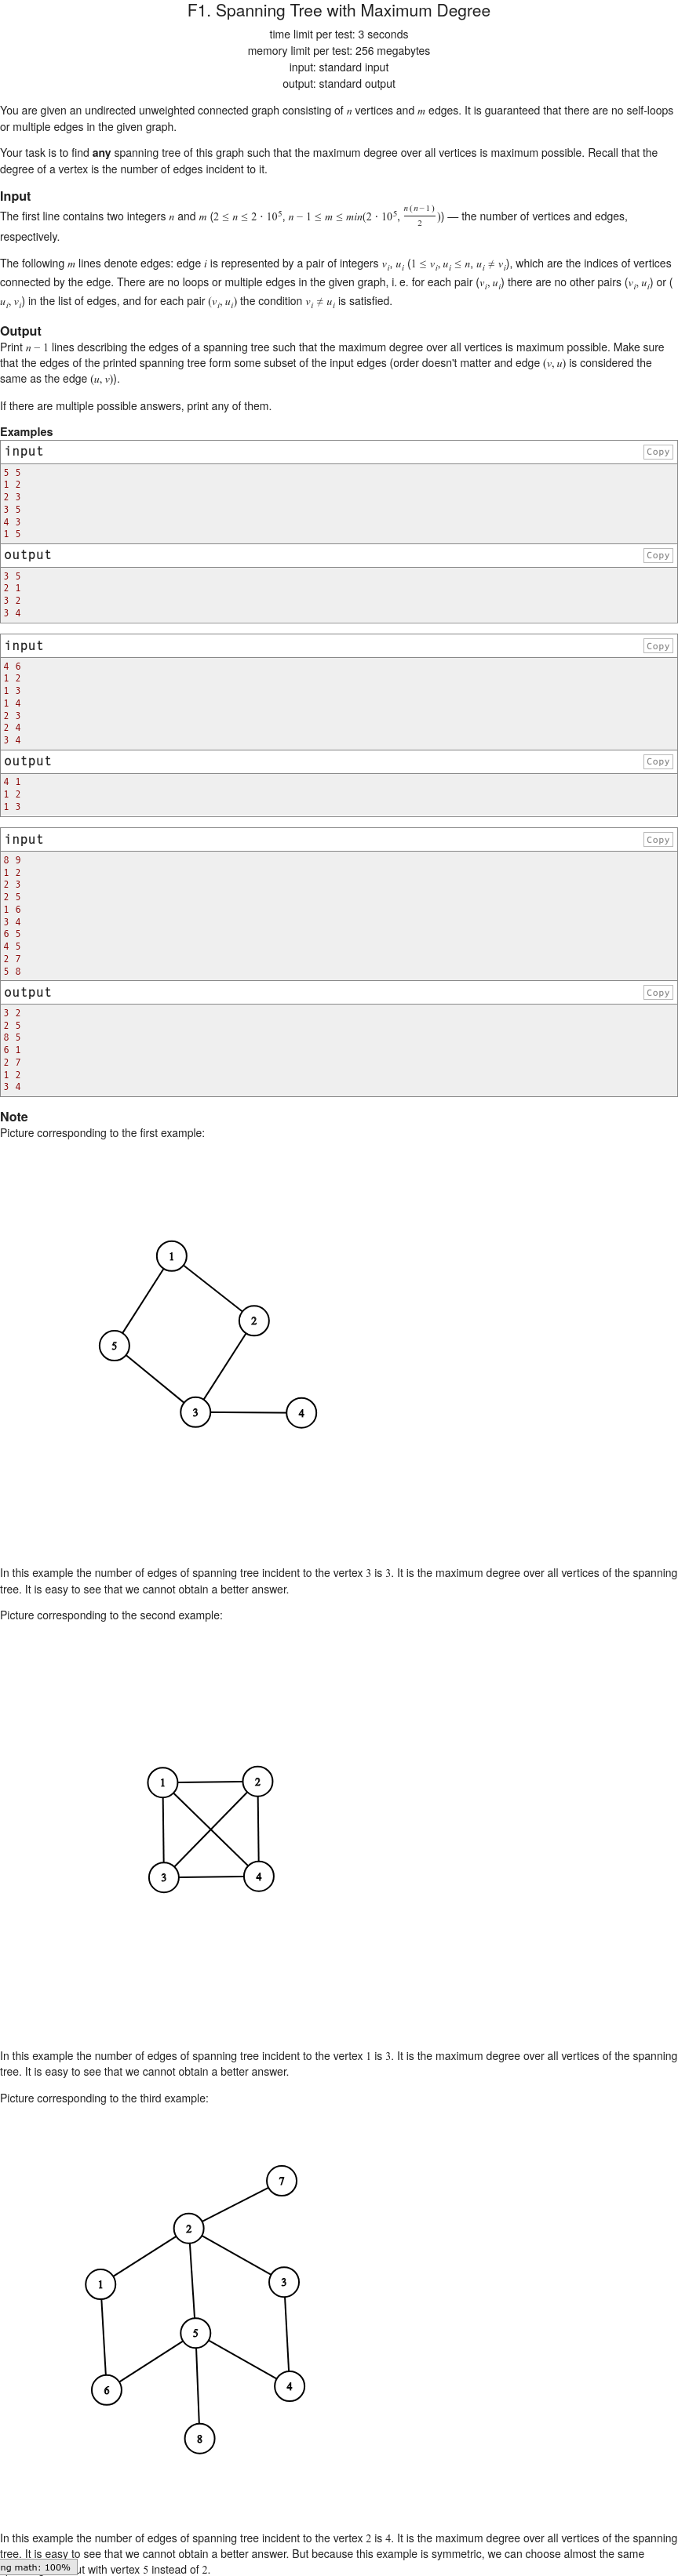 F1. Spanning Tree with Maximum Degree
time limit per test: 3 seconds
memory limit per test: 256 megabytes
input: standard input
output: standard output
You are given an undirected unweighted connected graph consisting of n vertices and m edges. It is guaranteed that there are no self-loops
or multiple edges in the given graph.
Your task is to find any spanning tree of this graph such that the maximum degree over all vertices is maximum possible. Recall that the
degree of a vertex is the number of edges incident to it.
Input
The first line contains two integers n and m (2 ≤ n ≤ 2 · 10^5, n − 1 ≤ m ≤ min(2 · 10^5, n(n−1)/2)) — the number of vertices and edges,
respectively.
The following m lines denote edges: edge i is represented by a pair of integers v_i, u_i (1 ≤ v_i, u_i ≤ n, u_i ≠ v_i), which are the indices of vertices
connected by the edge. There are no loops or multiple edges in the given graph, i. e. for each pair (v_i, u_i) there are no other pairs (v_i, u_i) or (
u_i, v_i) in the list of edges, and for each pair (v_i, u_i) the condition v_i ≠ u_i is satisfied.
Output
Print n − 1 lines describing the edges of a spanning tree such that the maximum degree over all vertices is maximum possible. Make sure
that the edges of the printed spanning tree form some subset of the input edges (order doesn't matter and edge (v, u) is considered the
same as the edge (u, v)).
If there are multiple possible answers, print any of them.
Examples
input Copy
5 5
1 2
2 3
3 5
4 3
1 5
output Copy
3 5
2 1
3 2
3 4
input Copy
4 6
1 2
1 3
1 4
2 3
2 4
3 4
output Copy
4 1
1 2
1 3
input Copy
8 9
1 2
2 3
2 5
1 6
3 4
6 5
4 5
2 7
5 8
output Copy
3 2
2 5
8 5
6 1
2 7
1 2
3 4
Note
Picture corresponding to the first example:
1
2
5
3
4
In this example the number of edges of spanning tree incident to the vertex 3 is 3. It is the maximum degree over all vertices of the spanning
tree. It is easy to see that we cannot obtain a better answer.
Picture corresponding to the second example:
1
2
3
4
In this example the number of edges of spanning tree incident to the vertex 1 is 3. It is the maximum degree over all vertices of the spanning
tree. It is easy to see that we cannot obtain a better answer.
Picture corresponding to the third example:
7
2
1
3
5
6
4
8
In this example the number of edges of spanning tree incident to the vertex 2 is 4. It is the maximum degree over all vertices of the spanning
tree. It is easy to see that we cannot obtain a better answer. But because this example is symmetric, we can choose almost the same
ng math: 100% ut with vertex 5 instead of 2.